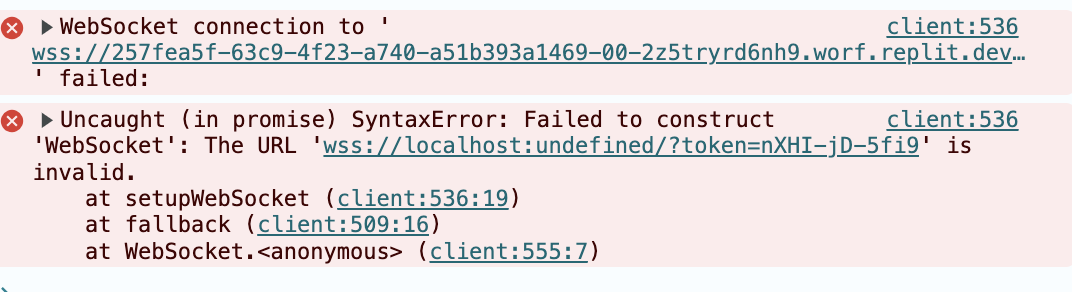 WebSocket connection to ' client:536
wss://257fea5f-63c9-4f23-a740-a51b393a1469-00-2z5tryrd6nh9.worf.replit.dev…
' failed:
Uncaught (in promise) SyntaxError: Failed to construct client:536
'WebSocket': The URL 'wss://localhost:undefined/?token=nXHI-jD-5fi9' is
invalid.
at setupWebSocket (client:536:19)
at fallback (client:509:16)
at WebSocket.<anonymous> (client:555:7)